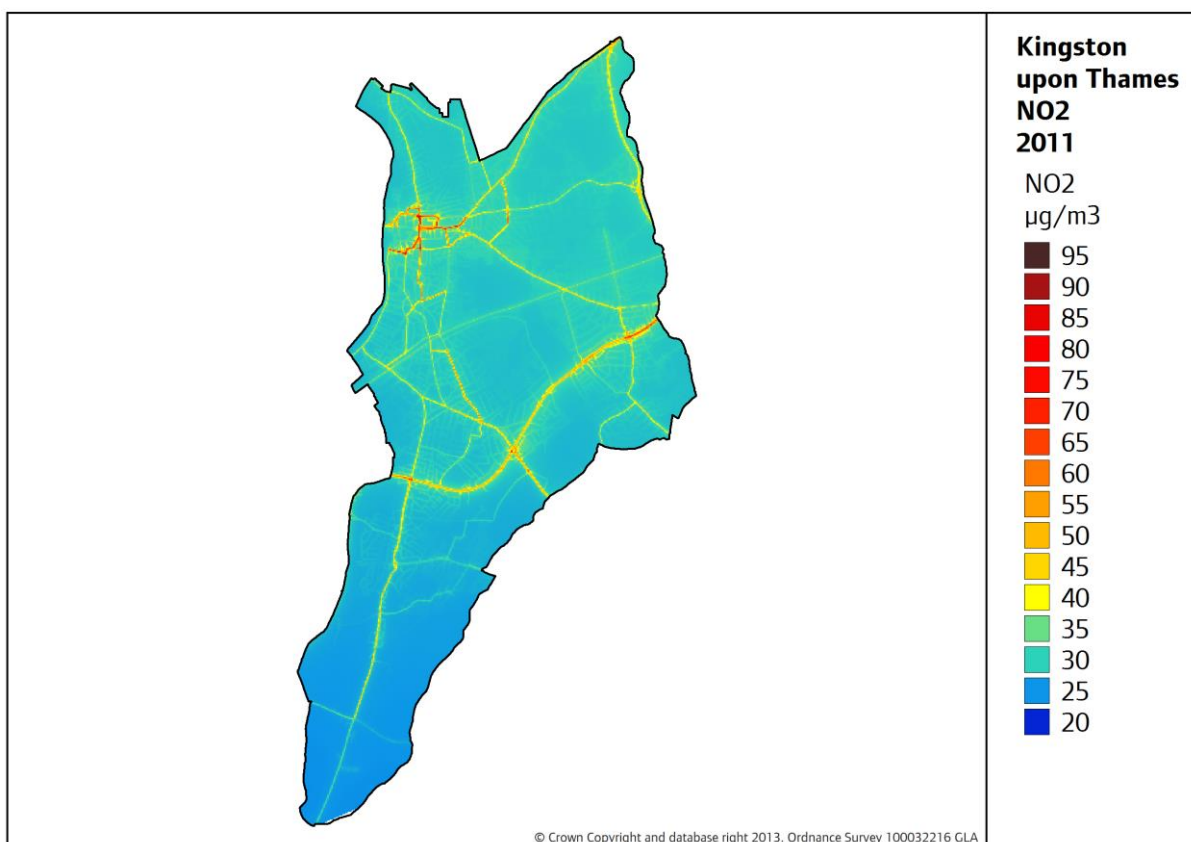 Kingston
upon Thames
NO2
2011
NO2
µg/m3
95
90
85
80
75
70
65
60
55
50
45
40
35
30
25
20
© Crown Copyright and database right 2013. Ordnance Survey 100032216 GLA